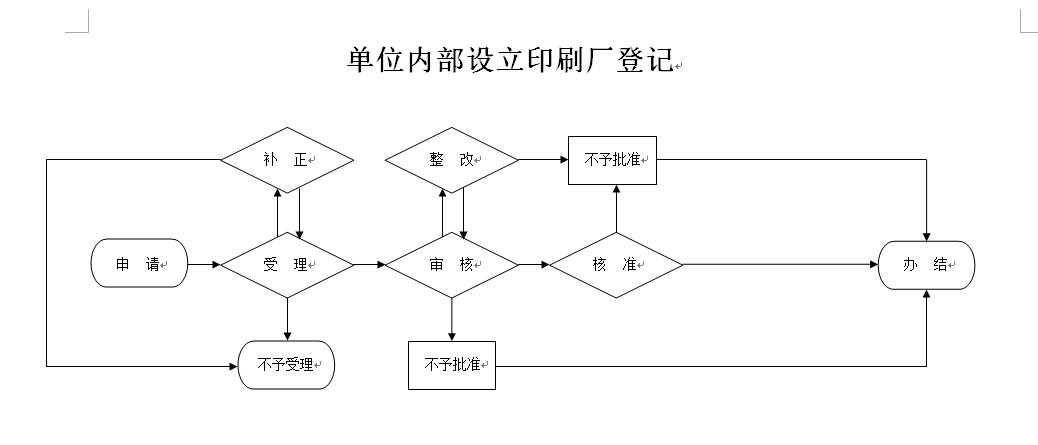 单位内部设立印刷厂登记
补 正
整 改
不予批准
申 请
受 理
审 核
核 准
办 结
不予受理
不予批准